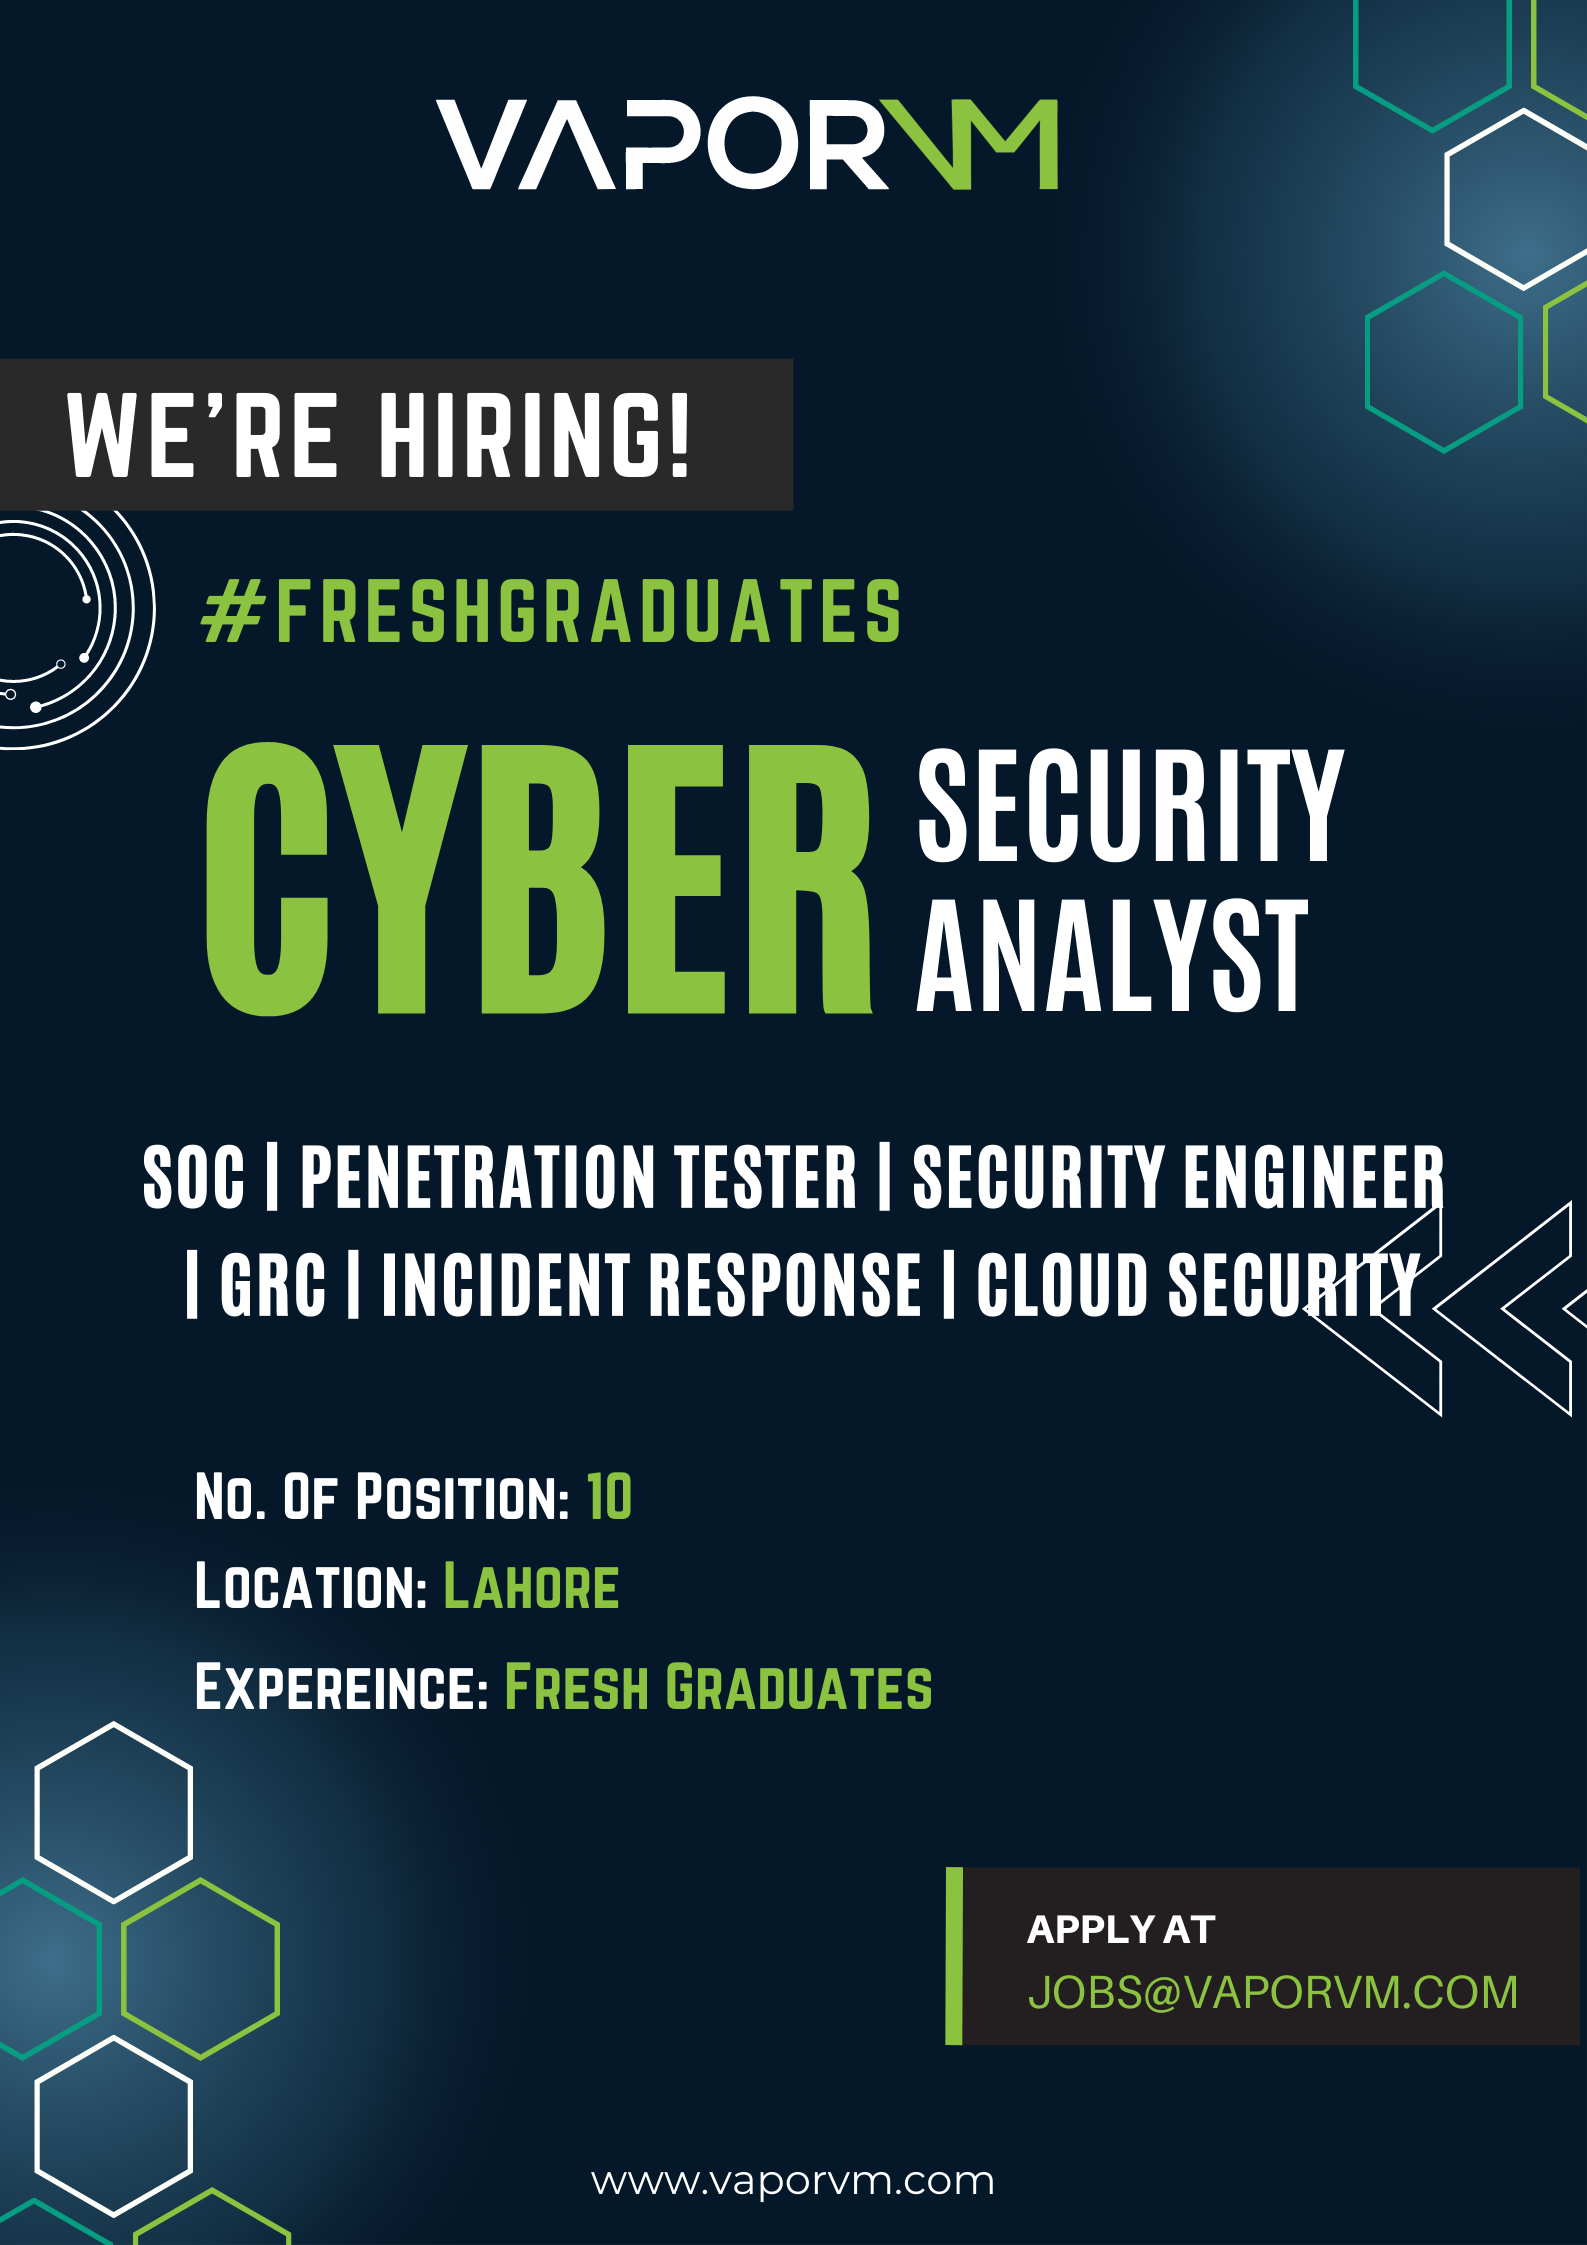 VAPORVM
WE'RE HIRING!
#FRESHGRADUATES
CYBER SECURITY
ANALYST
SOC | PENETRATION TESTER | SECURITY ENGINEER
| GRC | INCIDENT RESPONSE | CLOUD SECURITY
No. Of Position: 10
Location: Lahore
Expereince: Fresh Graduates
APPLY AT
JOBS@VAPORVM.COM
www.vaporvm.com